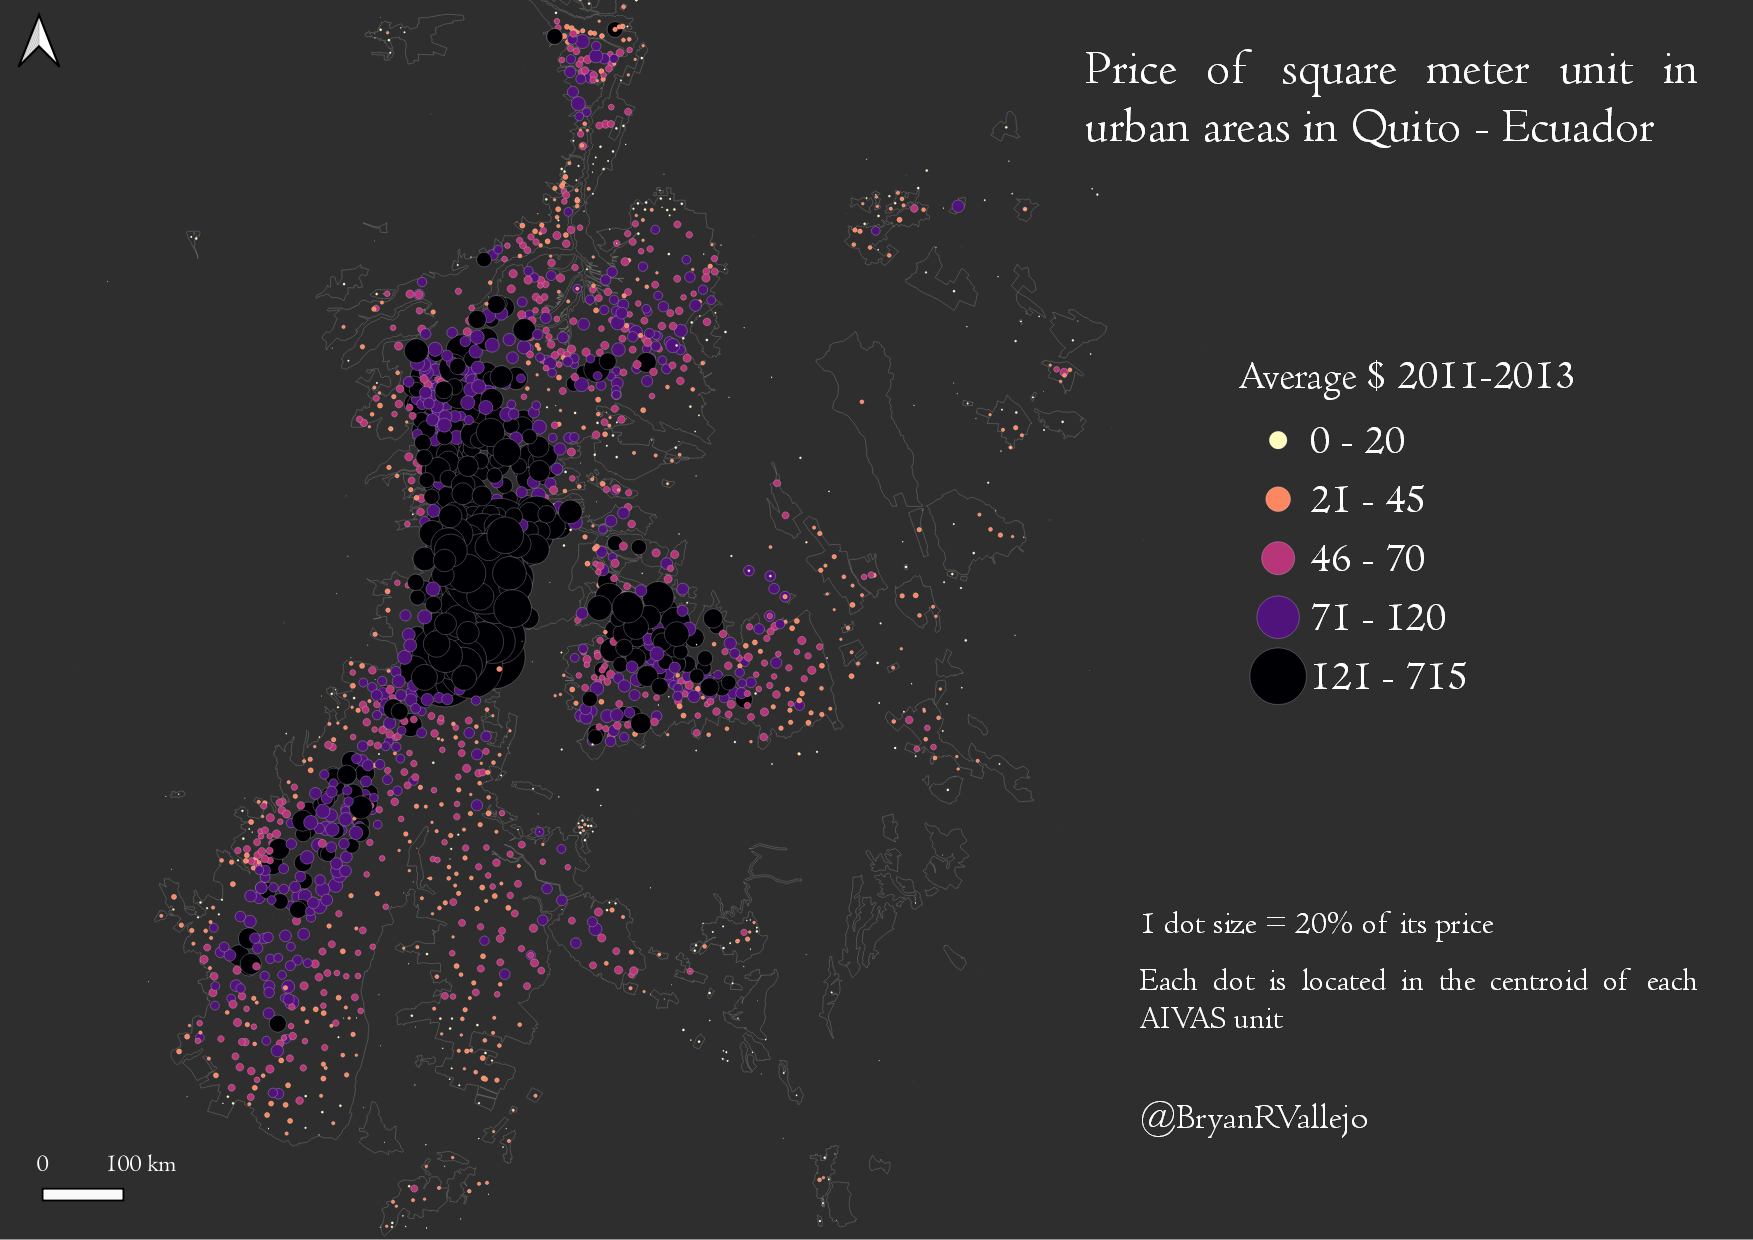 Price of square meter unit in
urban areas in Quito - Ecuador
Average $ 2011-2013
0 - 20
21 - 45
46 - 70
71 - 120
121 - 715
1 dot size = 20% of its price
Each dot is located in the centroid of each
AIVAS unit
@BryanRVallejo
0 100 km